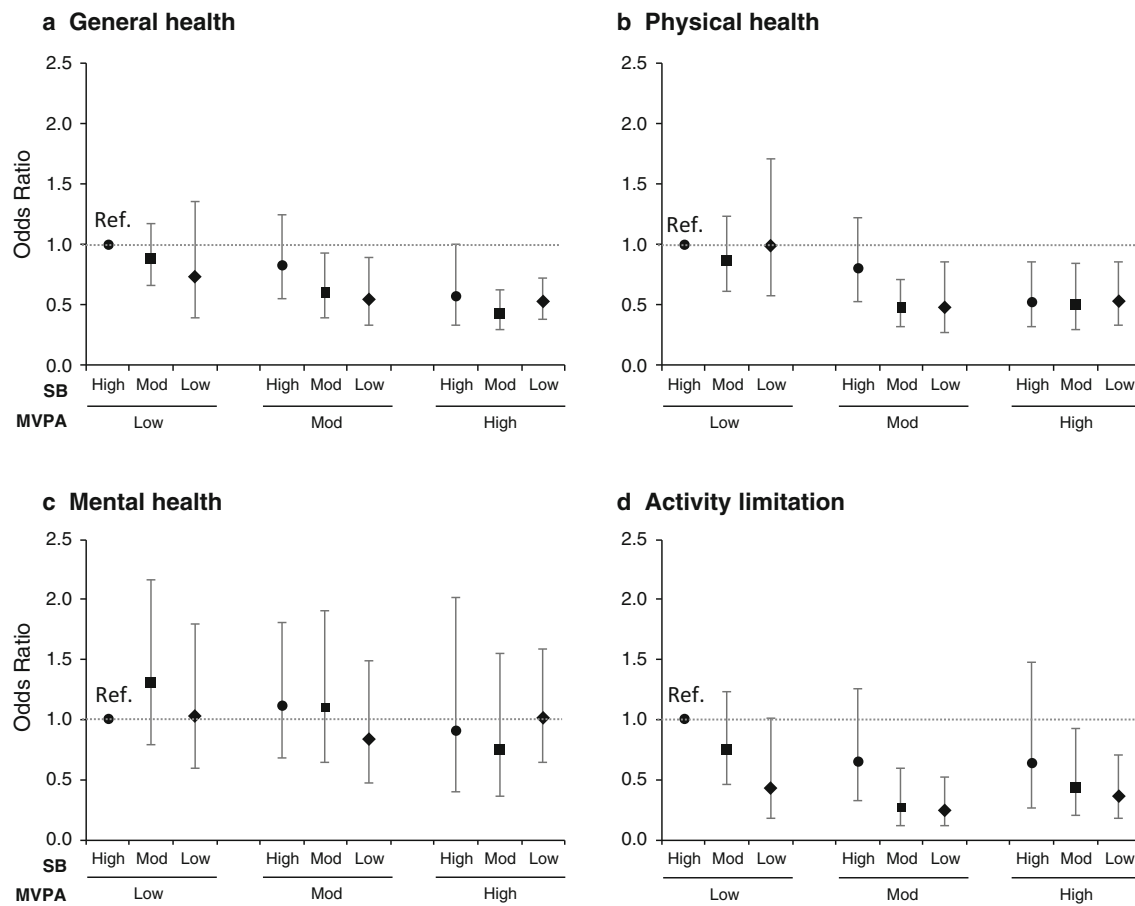 a General health
2.5
2.0
1.5
1.0
0.5
0.0
Odds Ratio
Ref.
SB High Mod Low High Mod Low High Mod Low
MVPA Low Mod High
b Physical health
2.5
2.0
1.5
1.0
0.5
0.0
Ref.
High Mod Low High Mod Low High Mod Low
Low Mod High
c Mental health
2.5
2.0
1.5
1.0
0.5
0.0
Odds Ratio
Ref.
SB High Mod Low High Mod Low High Mod Low
MVPA Low Mod High
d Activity limitation
2.5
2.0
1.5
1.0
0.5
0.0
Ref.
High Mod Low High Mod Low High Mod Low
Low Mod High